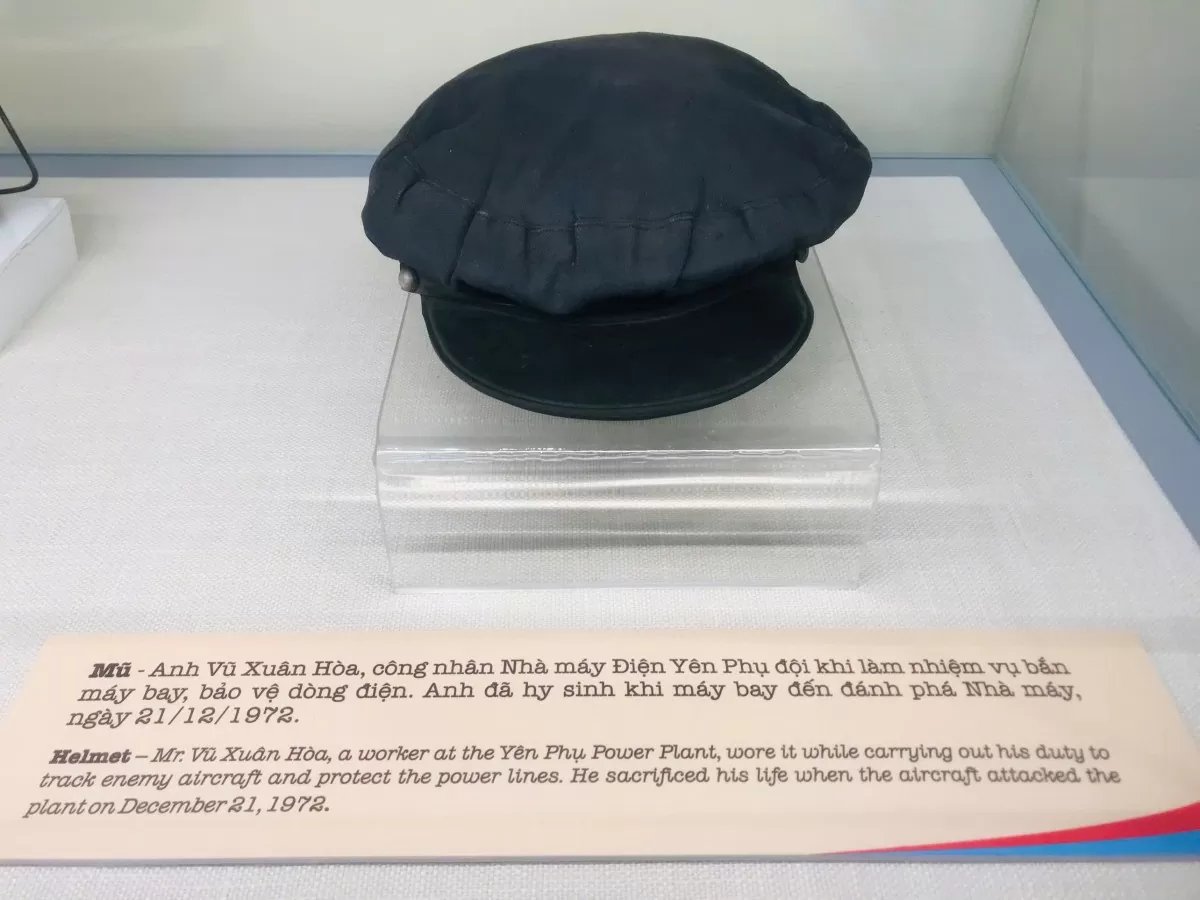 Mũ - Anh Vũ Xuân Hòa, công nhân Nhà máy Điện Yên Phụ đội khi làm nhiệm vụ bắn
máy bay, bảo vệ dòng điện. Anh đã hy sinh khi máy bay đến đánh phá Nhà máy,
ngày 21/12/1972.
Helmet – Mr. Vũ Xuân Hòa, a worker at the Yên Phụ Power Plant, wore it while carrying out his duty to
track enemy aircraft and protect the power lines. He sacrificed his life when the aircraft attacked the
plant on December 21, 1972.